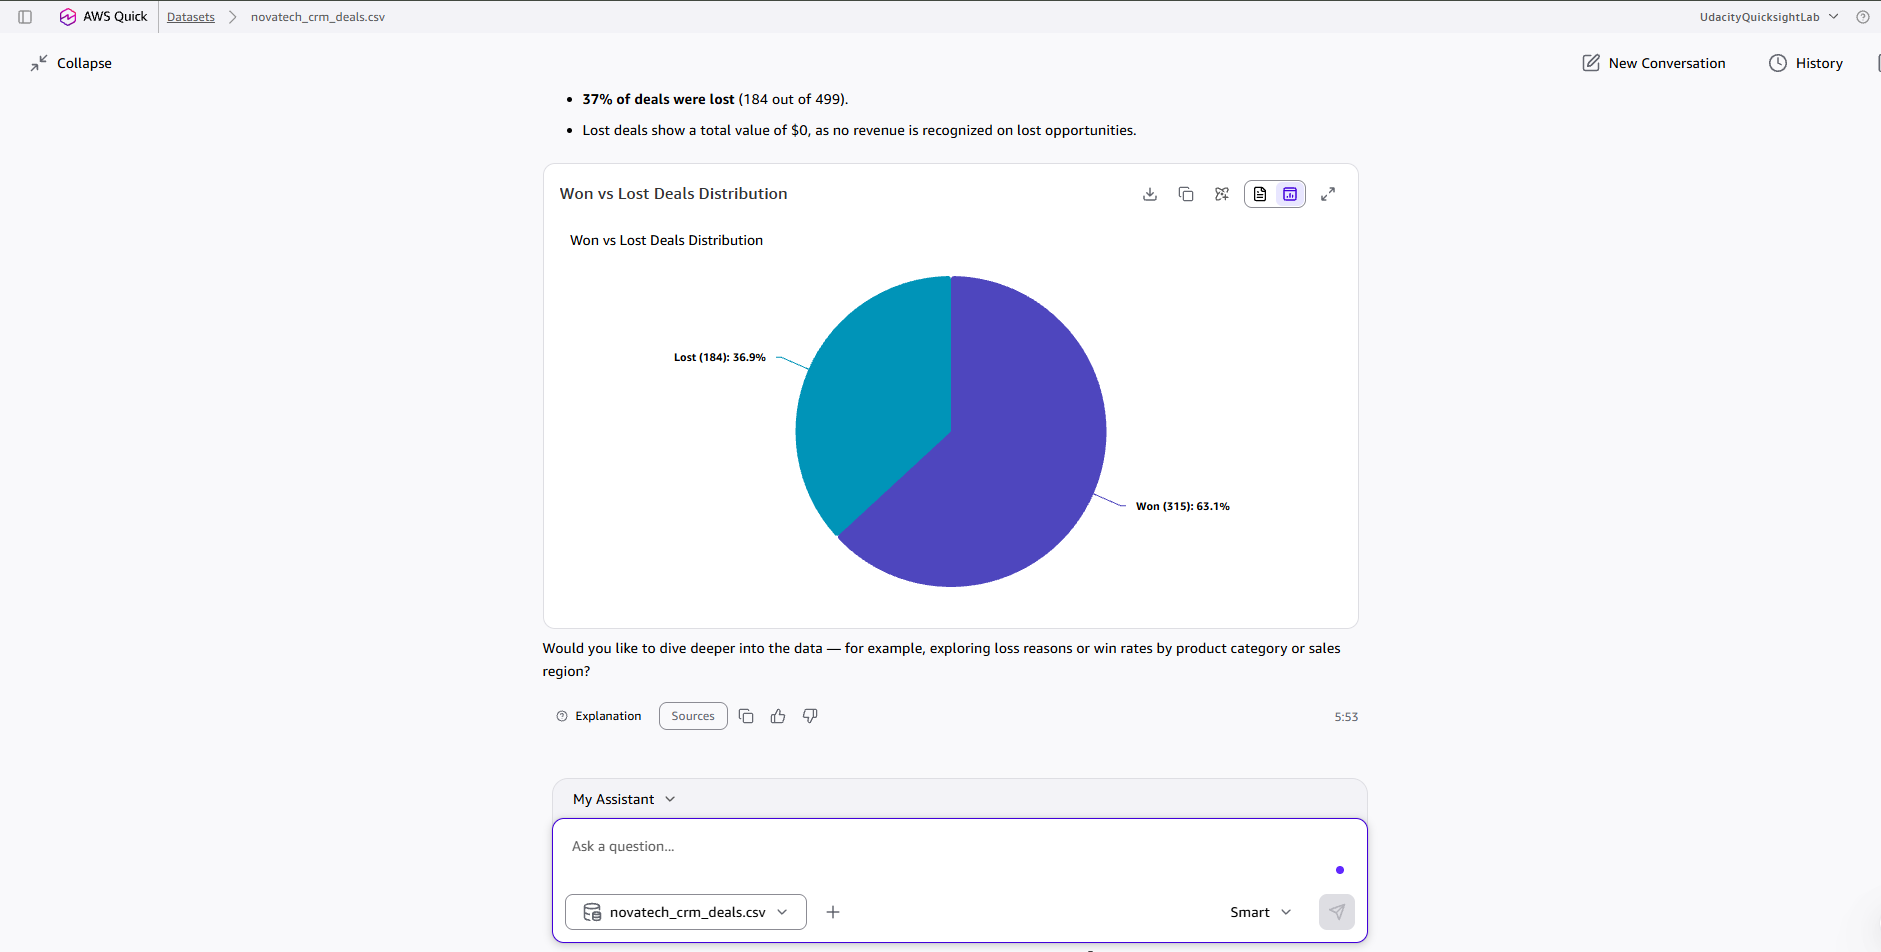 AWS Quick
Datasets
novatech_crm_deals.csv
UdacityQuicksightLab
Collapse
New Conversation
History
• 37% of deals were lost (184 out of 499).
• Lost deals show a total value of $0, as no revenue is recognized on lost opportunities.
Won vs Lost Deals Distribution
Won vs Lost Deals Distribution
Lost (184): 36.9%
Won (315): 63.1%
Would you like to dive deeper into the data — for example, exploring loss reasons or win rates by product category or sales
region?
Explanation
Sources
5:53
My Assistant
Ask a question...
novatech_crm_deals.csv
Smart